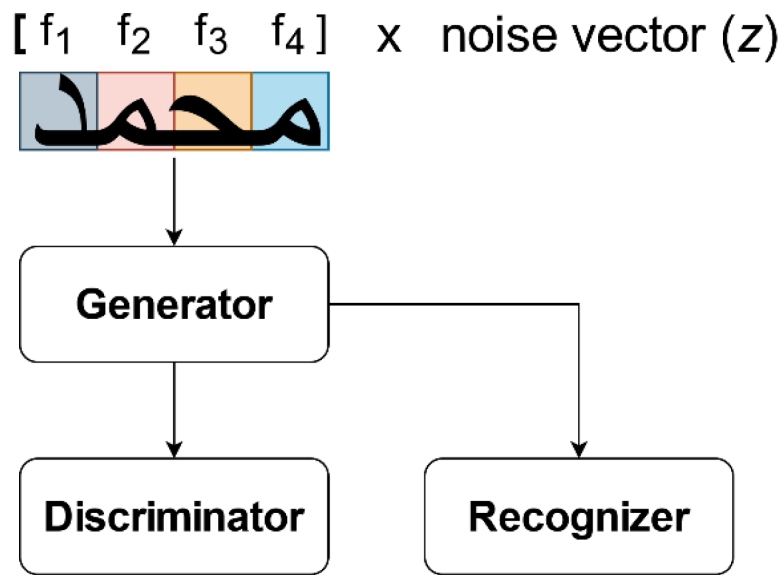 [ f₁ f₂ f₃ f₄ ] x noise vector (z)
محمد
Generator
Discriminator
Recognizer